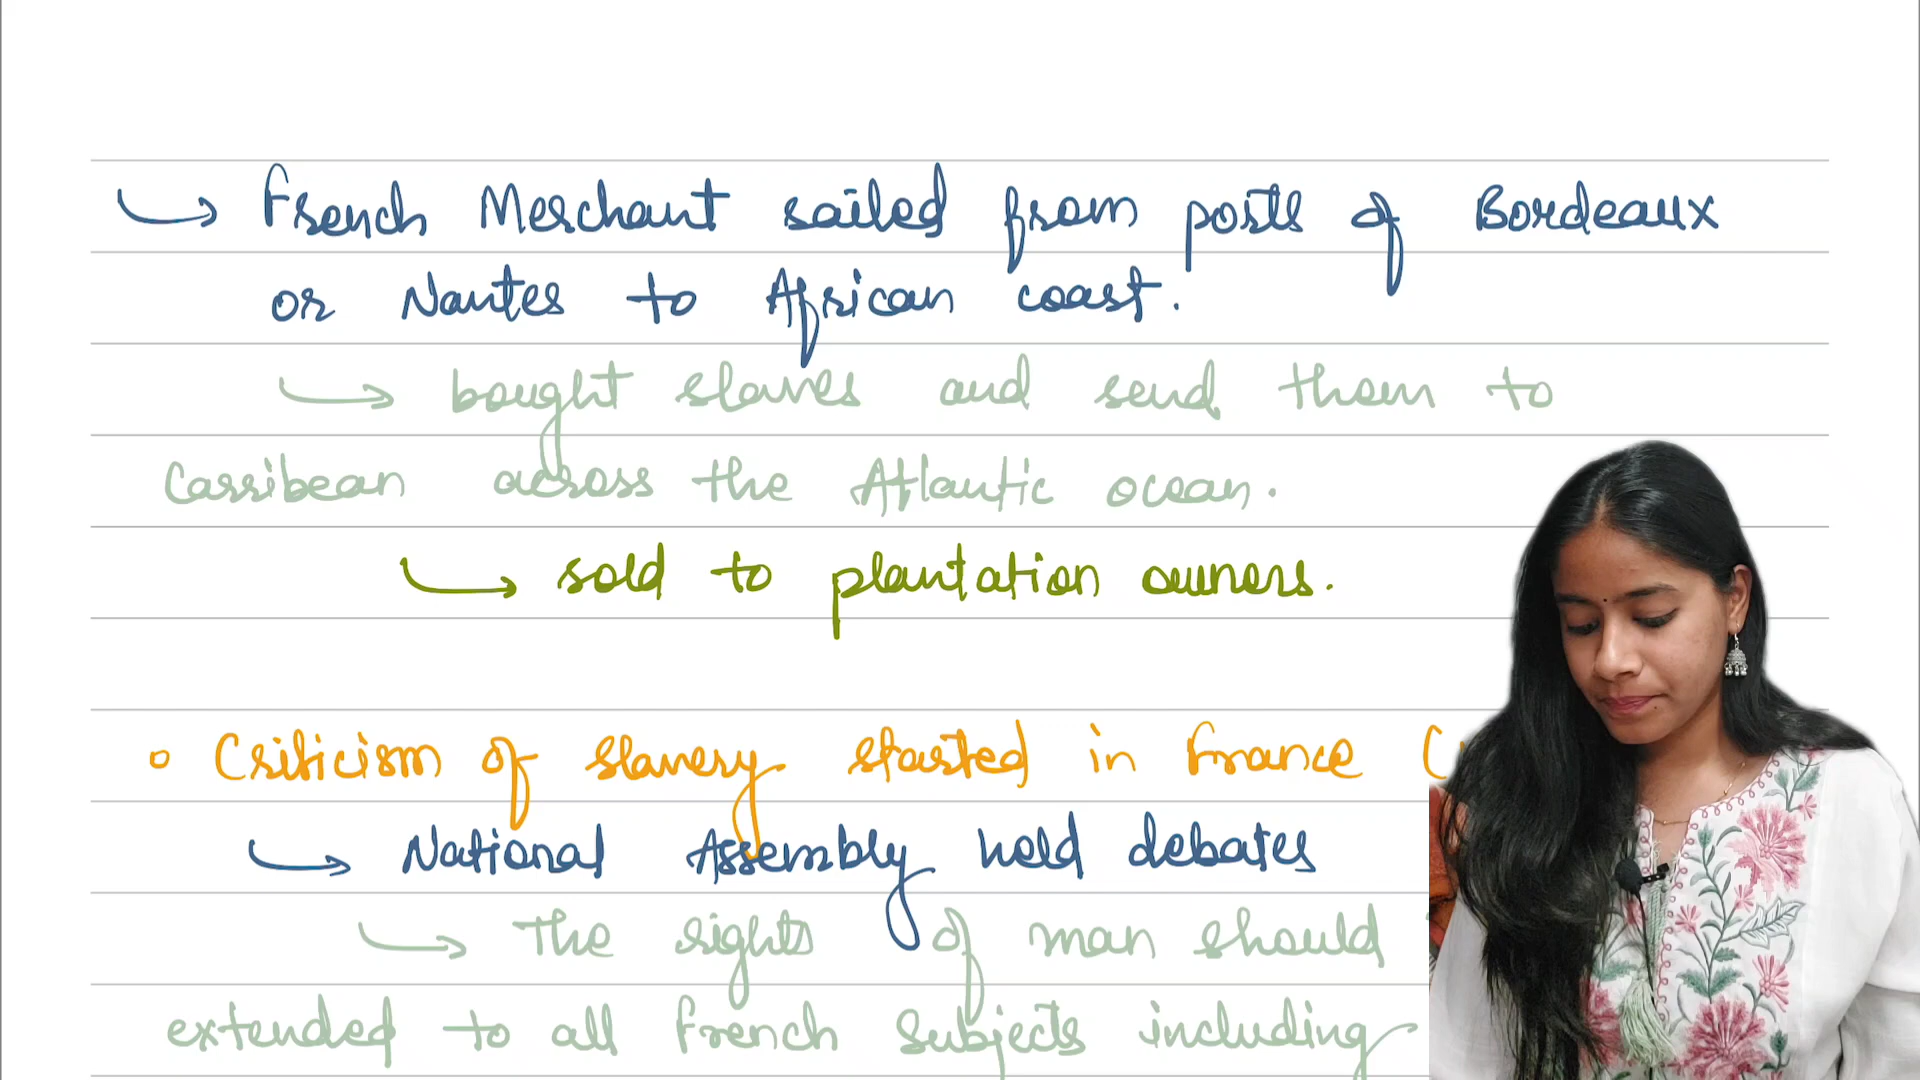 French Merchant sailed from ports of Bordeaux
or Nantes to African coast.
bought slaves and send them to
Carribean across the Atlantic ocean.
sold to plantation owners.
Criticism of slavery started in France (
National Assembly held debates
The rights of man should
extended to all French Subjects including